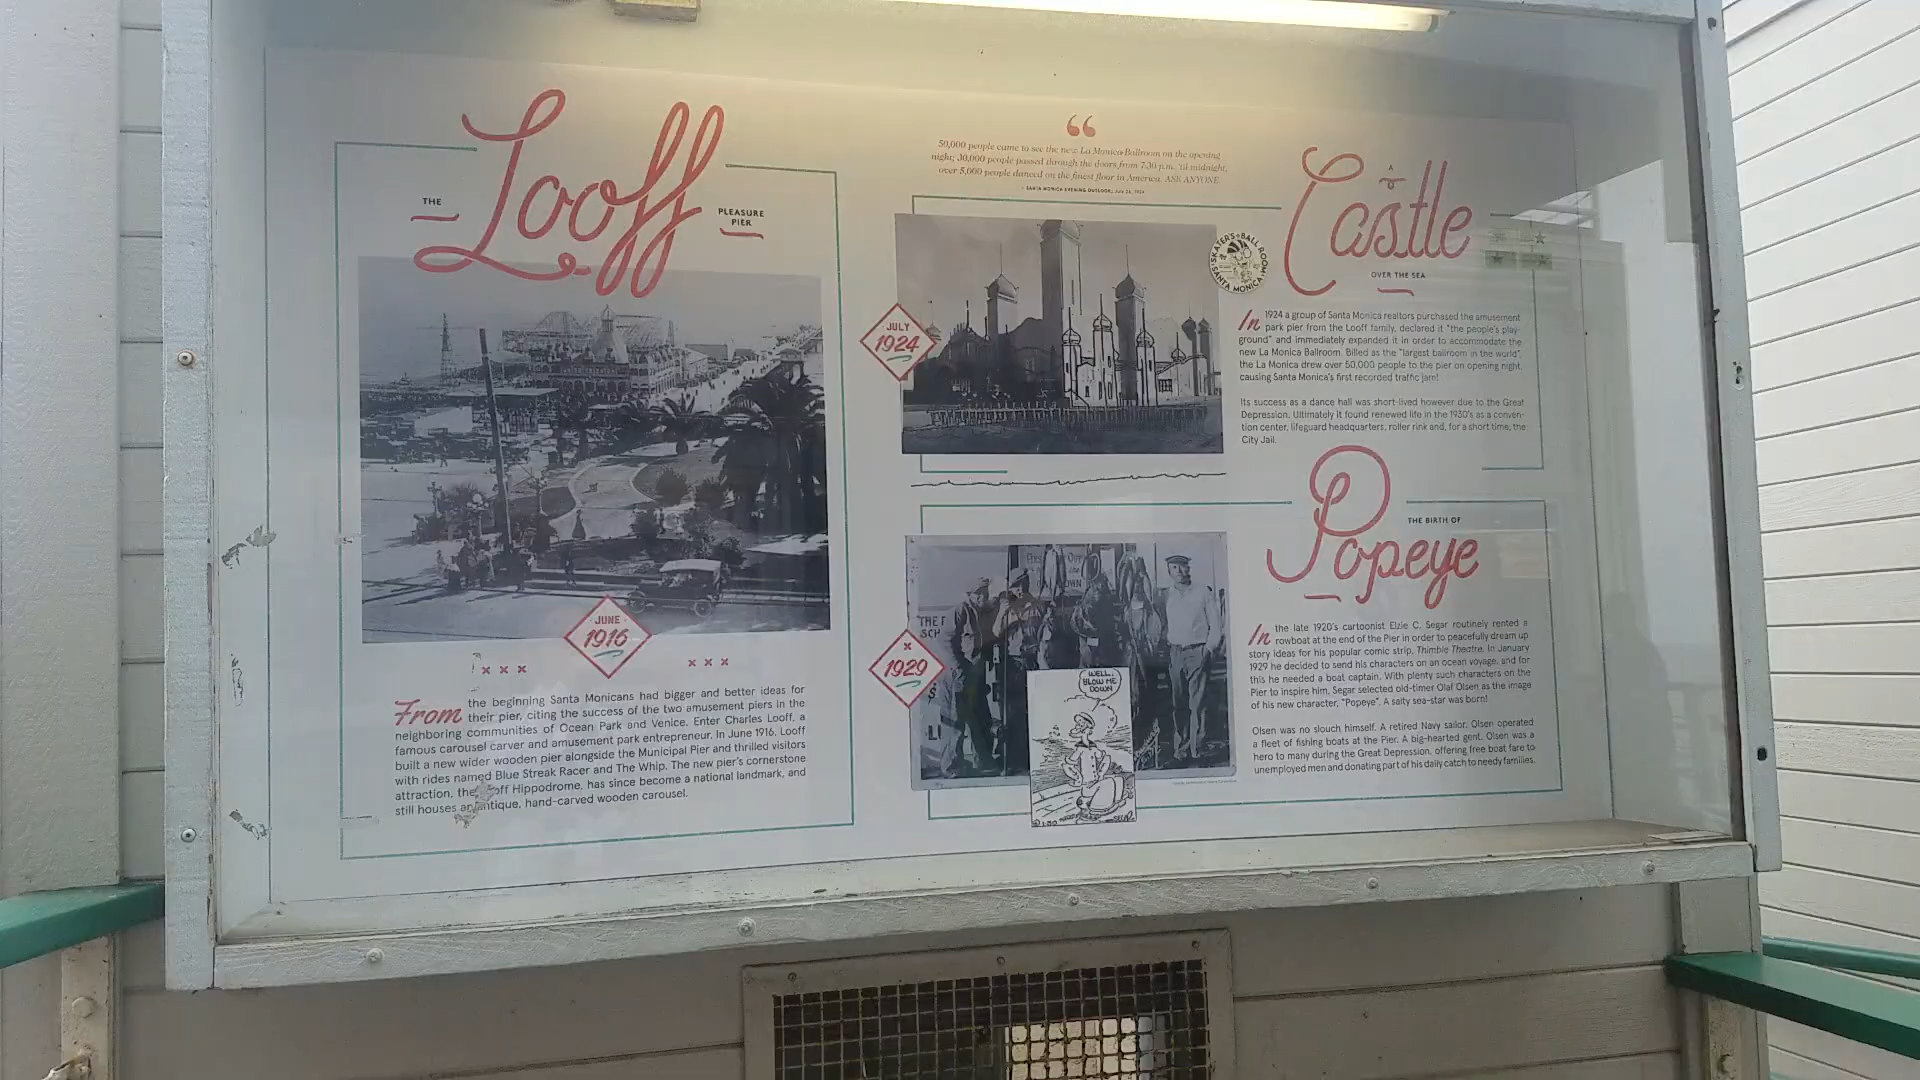 THE
Looff
PLEASURE
PIER
JUNE
1916
From the beginning Santa Monicans had bigger and better ideas for
their pier, citing the success of the two amusement piers in the
neighboring communities of Ocean Park and Venice. Enter Charles Looff, a
famous carousel carver and amusement park entrepreneur. In June 1916, Looff
built a new wider wooden pier alongside the Municipal Pier and thrilled visitors
with rides named Blue Streak Racer and The Whip. The new pier's cornerstone
attraction, the Looff Hippodrome, has since become a national landmark, and
still houses an antique, hand-carved wooden carousel.
“
50,000 people came to see the new La Monica Ballroom on the opening
night; 30,000 people passed through the doors from 7:30 p.m. 'til midnight,
over 5,000 people danced on the finest floor in America. ASK ANYONE.
- SANTA MONICA EVENING OUTLOOK, July 24, 1924
JULY
1924
SKATER'S BALL ROOM
SANTA MONICA
A
Castle
OVER THE SEA
In 1924 a group of Santa Monica realtors purchased the amusement
park pier from the Looff family, declared it "the people's play-
ground" and immediately expanded it in order to accommodate the
new La Monica Ballroom. Billed as the "largest ballroom in the world",
the La Monica drew over 50,000 people to the pier on opening night,
causing Santa Monica's first recorded traffic jam!
Its success as a dance hall was short-lived however due to the Great
Depression. Ultimately it found renewed life in the 1930's as a conven-
tion center, lifeguard headquarters, roller rink and, for a short time, the
City Jail.
THE BIRTH OF
Popeye
1929
WELL,
BLOW ME
DOWN
SEGAR
In the late 1920's cartoonist Elzie C. Segar routinely rented a
rowboat at the end of the Pier in order to peacefully dream up
story ideas for his popular comic strip, Thimble Theatre. In January
1929 he decided to send his characters on an ocean voyage, and for
this he needed a boat captain. With plenty such characters on the
Pier to inspire him, Segar selected old-timer Olaf Olsen as the image
of his new character, "Popeye". A salty sea-star was born!
Olsen was no slouch himself. A retired Navy sailor, Olsen operated
a fleet of fishing boats at the Pier. A big-hearted gent, Olsen was a
hero to many during the Great Depression, offering free boat fare to
unemployed men and donating part of his daily catch to needy families.